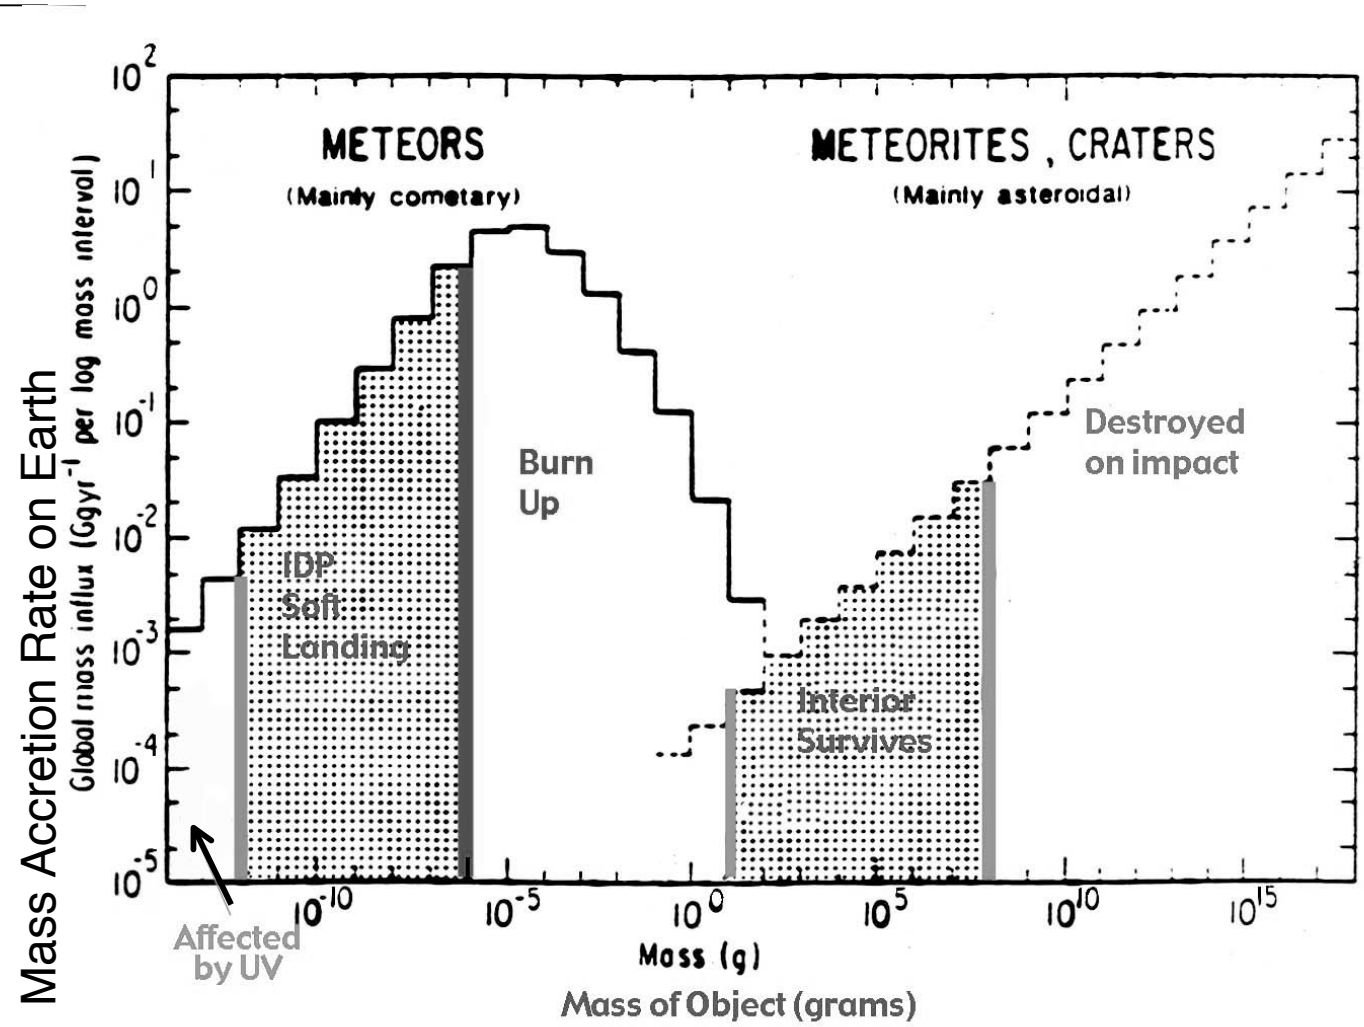 Mass Accretion Rate on Earth
Global mass influx (Ggyr⁻¹ per log mass interval)
10²
10¹
10⁰
10⁻¹
10⁻²
10⁻³
10⁻⁴
10⁻⁵
METEORS
(Mainly cometary)
METEORITES, CRATERS
(Mainly asteroidal)
Burn
Up
Destroyed
on impact
IDP
Soft
Landing
Interior
Survives
Affected
by UV
10⁻¹⁰
10⁻⁵
10⁰
10⁵
10¹⁰
10¹⁵
Mass (g)
Mass of Object (grams)